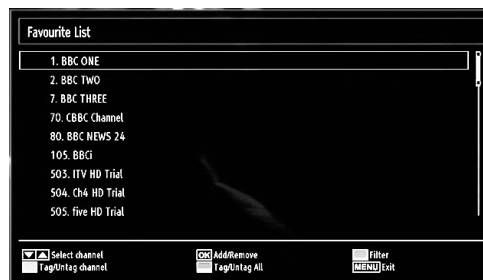 Favourite List
1. BBC ONE
2. BBC TWO
7. BBC THREE
70. CBBC Channel
80. BBC NEWS 24
105. BBCi
503. ITV HD Trial
504. Ch4 HD Trial
505. five HD Trial
Select channel OK Add/Remove Filter
Tag/Untag channel Tag/Untag All MENU Exit